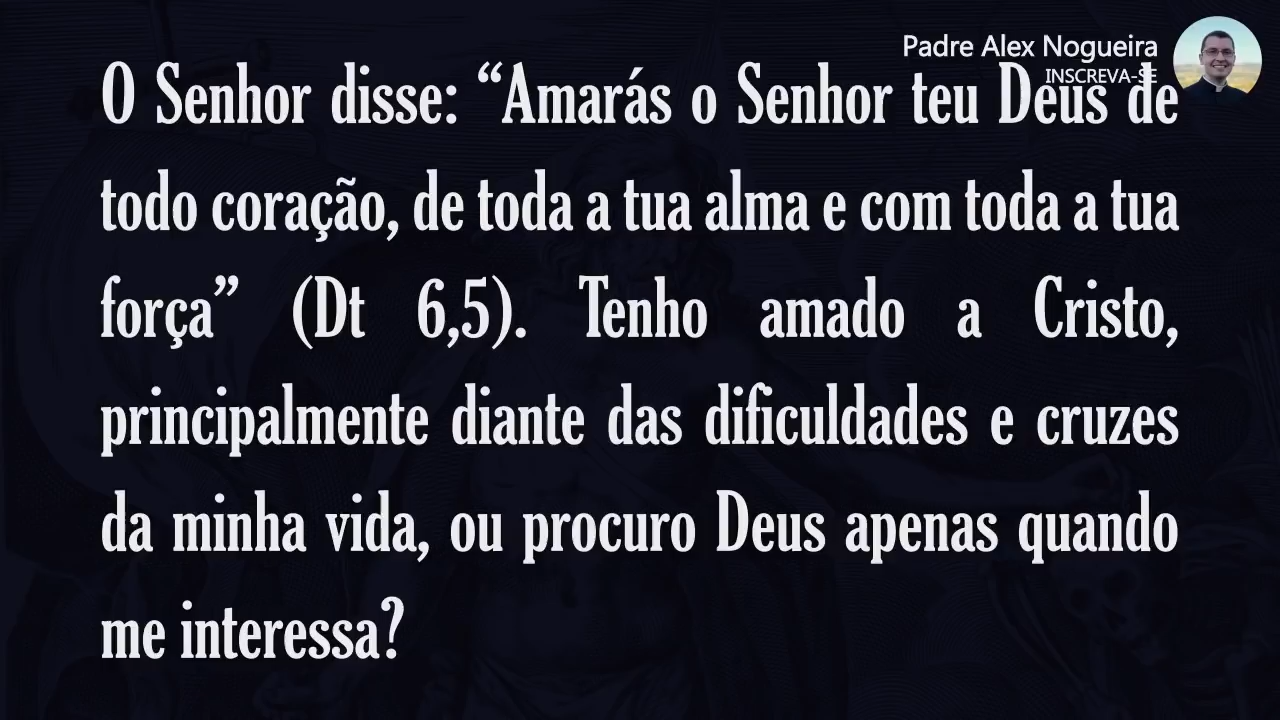 Padre Alex Nogueira
INSCREVA-SE
O Senhor disse: “Amarás o Senhor teu Deus de
todo coração, de toda a tua alma e com toda a tua
força” (Dt 6,5). Tenho amado a Cristo,
principalmente diante das dificuldades e cruzes
da minha vida, ou procuro Deus apenas quando
me interessa?